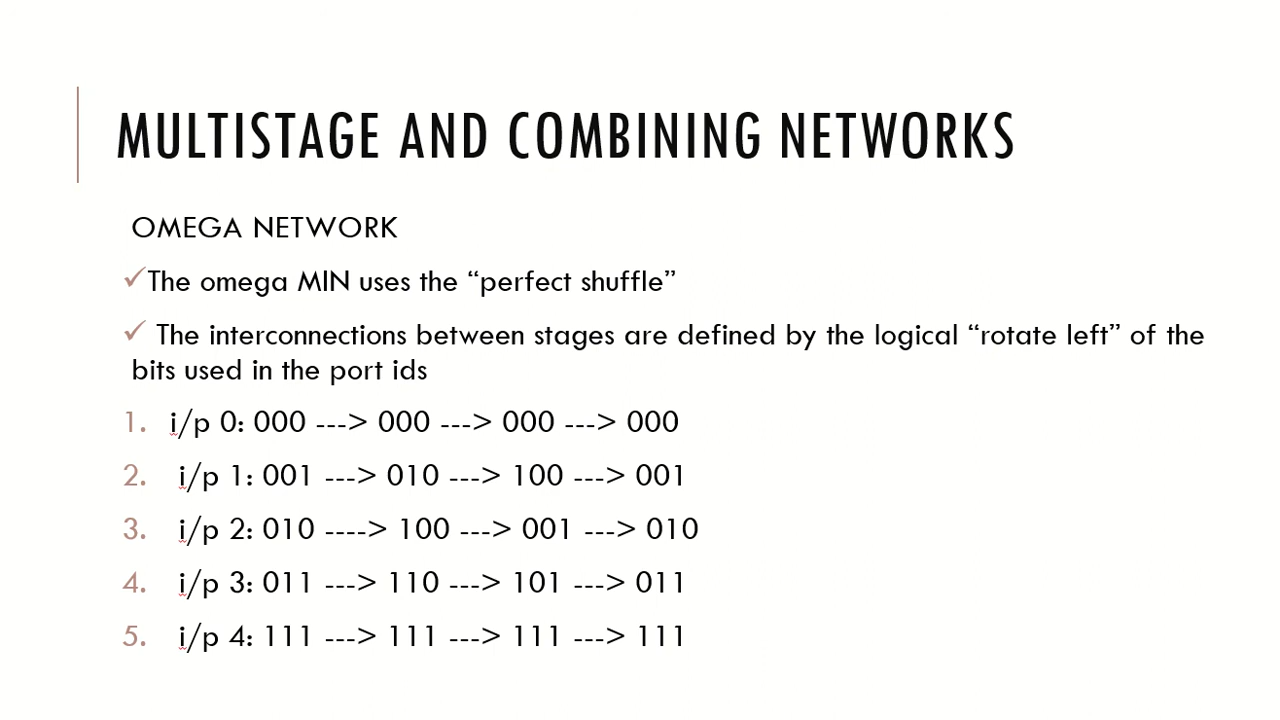 MULTISTAGE AND COMBINING NETWORKS
OMEGA NETWORK
✓The omega MIN uses the “perfect shuffle”
✓ The interconnections between stages are defined by the logical “rotate left” of the
bits used in the port ids
1. i/p 0: 000 ---> 000 ---> 000 ---> 000
2. i/p 1: 001 ---> 010 ---> 100 ---> 001
3. i/p 2: 010 ----> 100 ---> 001 ---> 010
4. i/p 3: 011 ---> 110 ---> 101 ---> 011
5. i/p 4: 111 ---> 111 ---> 111 ---> 111